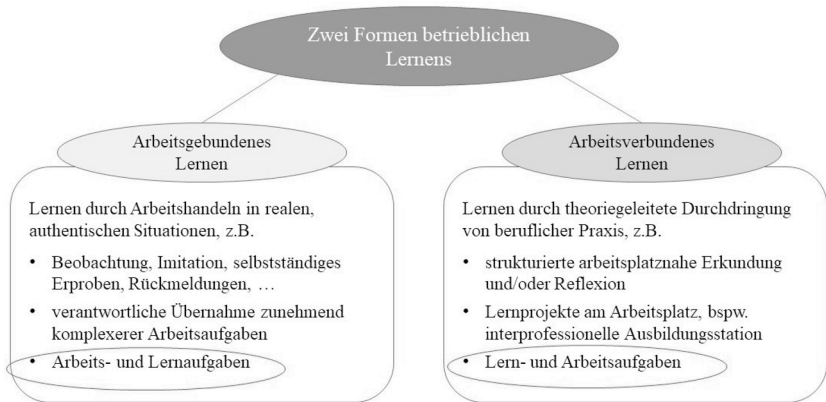 Zwei Formen betrieblichen
Lernens
Arbeitsgebundenes
Lernen
Lernen durch Arbeitshandeln in realen,
authentischen Situationen, z.B.
• Beobachtung, Imitation, selbstständiges
Erproben, Rückmeldungen, …
• verantwortliche Übernahme zunehmend
komplexerer Arbeitsaufgaben
• Arbeits- und Lernaufgaben
Arbeitsverbundenes
Lernen
Lernen durch theoriegeleitete Durchdringung
von beruflicher Praxis, z.B.
• strukturierte arbeitsplatznahe Erkundung
und/oder Reflexion
• Lernprojekte am Arbeitsplatz, bspw.
interprofessionelle Ausbildungsstation
• Lern- und Arbeitsaufgaben